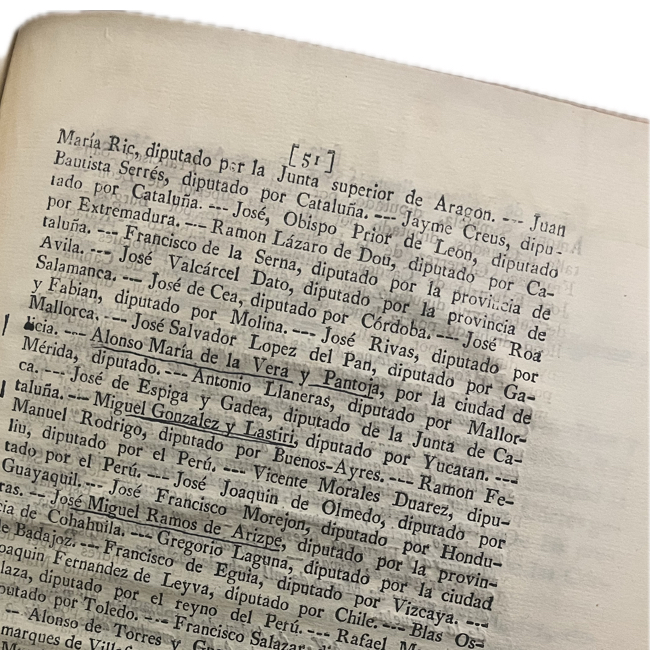 [51]
María Ric, diputado por la Junta superior de Aragon. --- Juan
Bautista Serrés, diputado por Cataluña. --- Jayme Creus, dipu-
tado por Cataluña. --- José, Obispo Prior de Leon, diputado
por Extremadura. --- Ramon Lázaro de Dou, diputado por Ca-
taluña. --- Francisco de la Serna, diputado por la provincia de
Avila. --- José Valcárcel Dato, diputado por la provincia de
Salamanca. --- José de Cea, diputado por Córdoba. --- José Roa
y Fabian, diputado por Molina. --- José Rivas, diputado por
Mallorca. --- José Salvador Lopez del Pan, diputado por Ga-
licia. --- Alonso María de la Vera y Pantoja, por la ciudad de
Mérida, diputado. --- Antonio Llaneras, diputado por Mallor-
ca. --- José de Espiga y Gadea, diputado de la Junta de Ca-
taluña. --- Miguel Gonzalez y Lastiri, diputado por Yucatan. ---
Manuel Rodrigo, diputado por Buenos-Ayres. --- Ramon Fe-
liu, diputado por el Perú. --- Vicente Morales Duarez, dipu-
tado por el Perú. --- José Joaquin de Olmedo, diputado por
Guayaquil. --- José Francisco Morejon, diputado por Hondu-
ras. --- José Miguel Ramos de Arizpe, diputado por la provin-
cia de Cohahuila. --- Gregorio Laguna, diputado por la ciudad
de Badajoz. --- Francisco de Eguia, diputado por Vizcaya. ---
oaquin Fernandez de Leyva, diputado por Chile. --- Blas Os-
laza, diputado por el reyno del Perú. --- Rafael
putado por Toledo. --- Francisco Salazar,
--- Alonso de Torres y
marques de